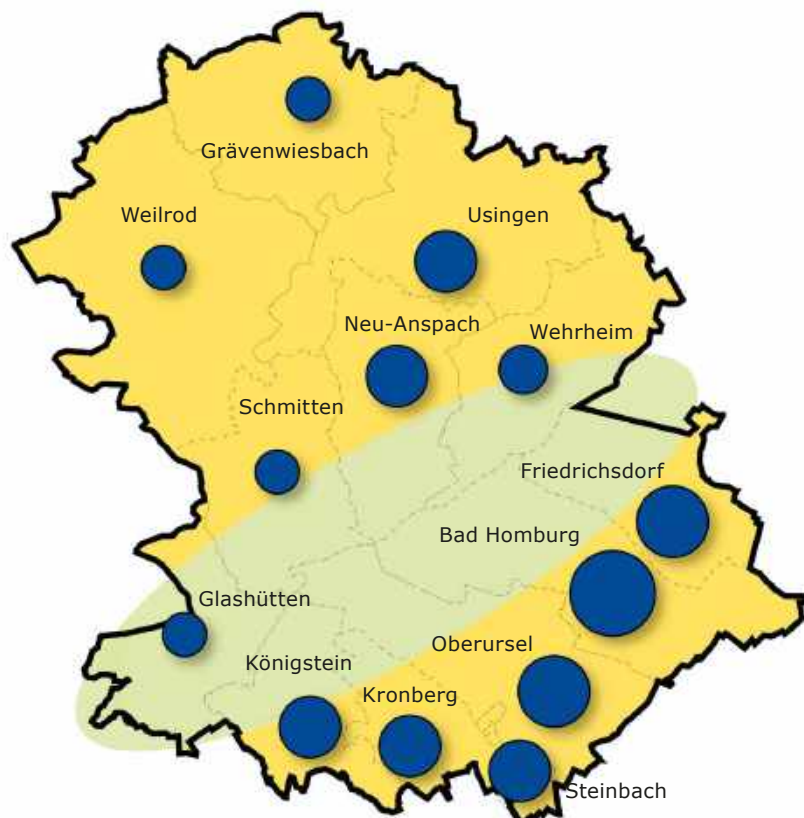 Grävenwiesbach
Weilrod
Usingen
Neu-Anspach
Wehrheim
Schmitten
Friedrichsdorf
Bad Homburg
Glashütten
Oberursel
Königstein
Kronberg
Steinbach